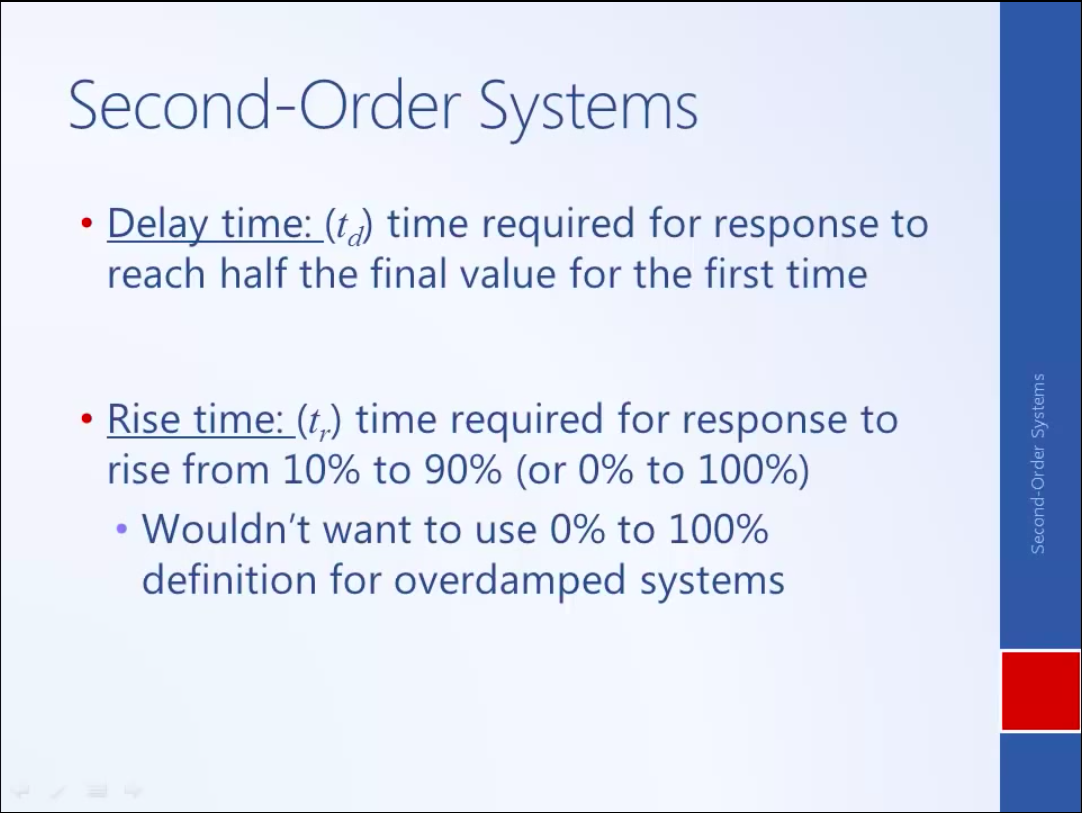 Second-Order Systems
• Delay time: (t_d) time required for response to
reach half the final value for the first time
• Rise time: (t_r) time required for response to
rise from 10% to 90% (or 0% to 100%)
• Wouldn’t want to use 0% to 100%
definition for overdamped systems
Second-Order Systems